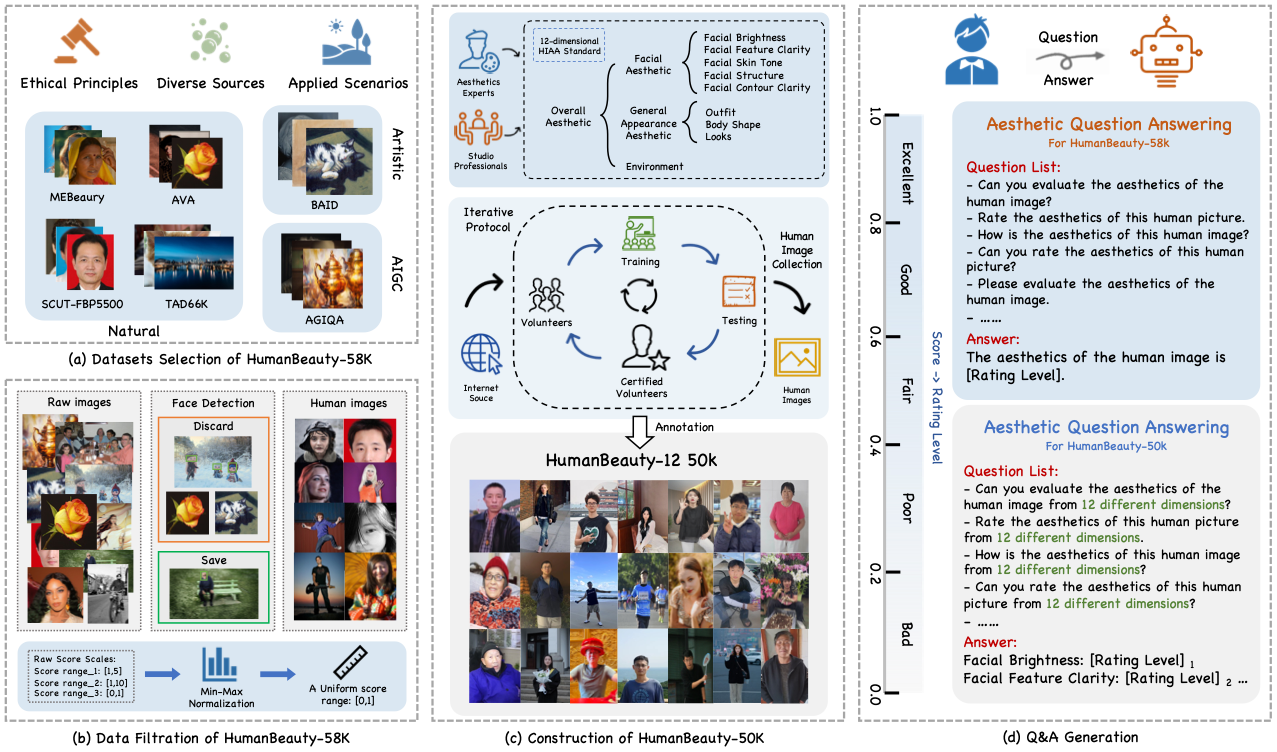 Ethical Principles
Diverse Sources
Applied Scenarios
MEBeaury
AVA
SCUT-FBP5500
TAD66K
Natural
BAID
Artistic
AGIQA
AIGC
(a) Datasets Selection of HumanBeauty-58K
Raw images
Face Detection
Human images
Discard
Save
Raw Score Scales:
Score range_1: [1,5]
Score range_2: [1,10]
Score range_3: [0,1]
Min-Max
Normalization
A Uniform score
range: [0,1]
(b) Data Filtration of HumanBeauty-58K
Aesthetics
Experts
Studio
Professionals
12-dimensional
HIAA Standard
Overall
Aesthetic
Facial
Aesthetic
Facial Brightness
Facial Feature Clarity
Facial Skin Tone
Facial Structure
Facial Contour Clarity
General
Appearance
Aesthetic
Outfit
Body Shape
Looks
Environment
Iterative
Protocol
Training
Human
Image
Collection
Volunteers
Testing
Certified
Volunteers
Internet
Souce
Human
Images
Annotation
HumanBeauty-12 50k
(c) Construction of HumanBeauty-50K
Question
Answer
1.0
Excellent
0.8
Good
0.6
Fair
0.4
Poor
0.2
Bad
0.0
Score -> Rating Level
Aesthetic Question Answering
For HumanBeauty-58k
Question List:
- Can you evaluate the aesthetics of the
human image?
- Rate the aesthetics of this human picture.
- How is the aesthetics of this human image?
- Can you rate the aesthetics of this human
picture?
- Please evaluate the aesthetics of the
human image.
- ......
Answer:
The aesthetics of the human image is
[Rating Level].
Aesthetic Question Answering
For HumanBeauty-50k
Question List:
- Can you evaluate the aesthetics of the
human image from 12 different dimensions?
- Rate the aesthetics of this human picture
from 12 different dimensions.
- How is the aesthetics of this human image
from 12 different dimensions?
- Can you rate the aesthetics of this human
picture from 12 different dimensions?
- ......
Answer:
Facial Brightness: [Rating Level] 1
Facial Feature Clarity: [Rating Level] 2 ...
(d) Q&A Generation